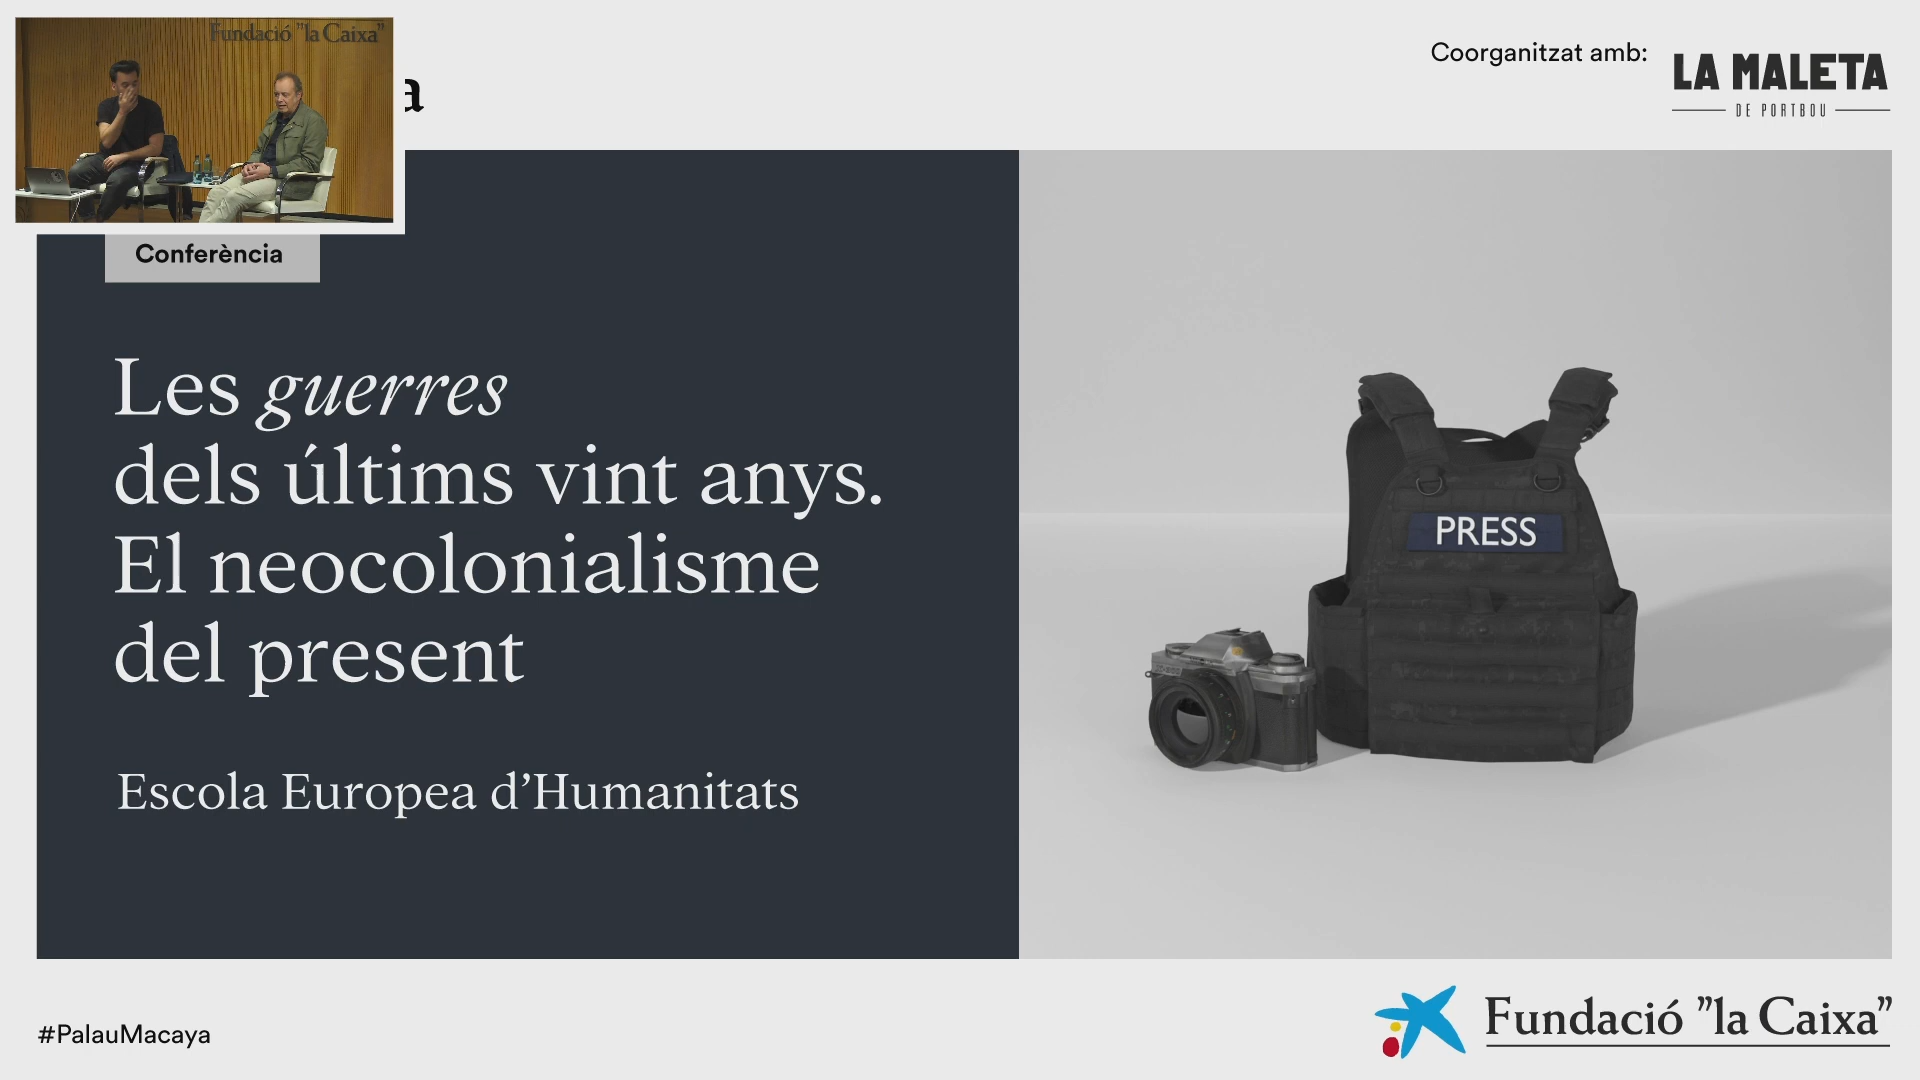 Fundació "la Caixa"
a
Coorganitzat amb:
LA MALETA
DE PORTBOU
Conferència
Les guerres
dels últims vint anys.
El neocolonialisme
del present
Escola Europea d’Humanitats
PRESS
#PalauMacaya
Fundació ”la Caixa”